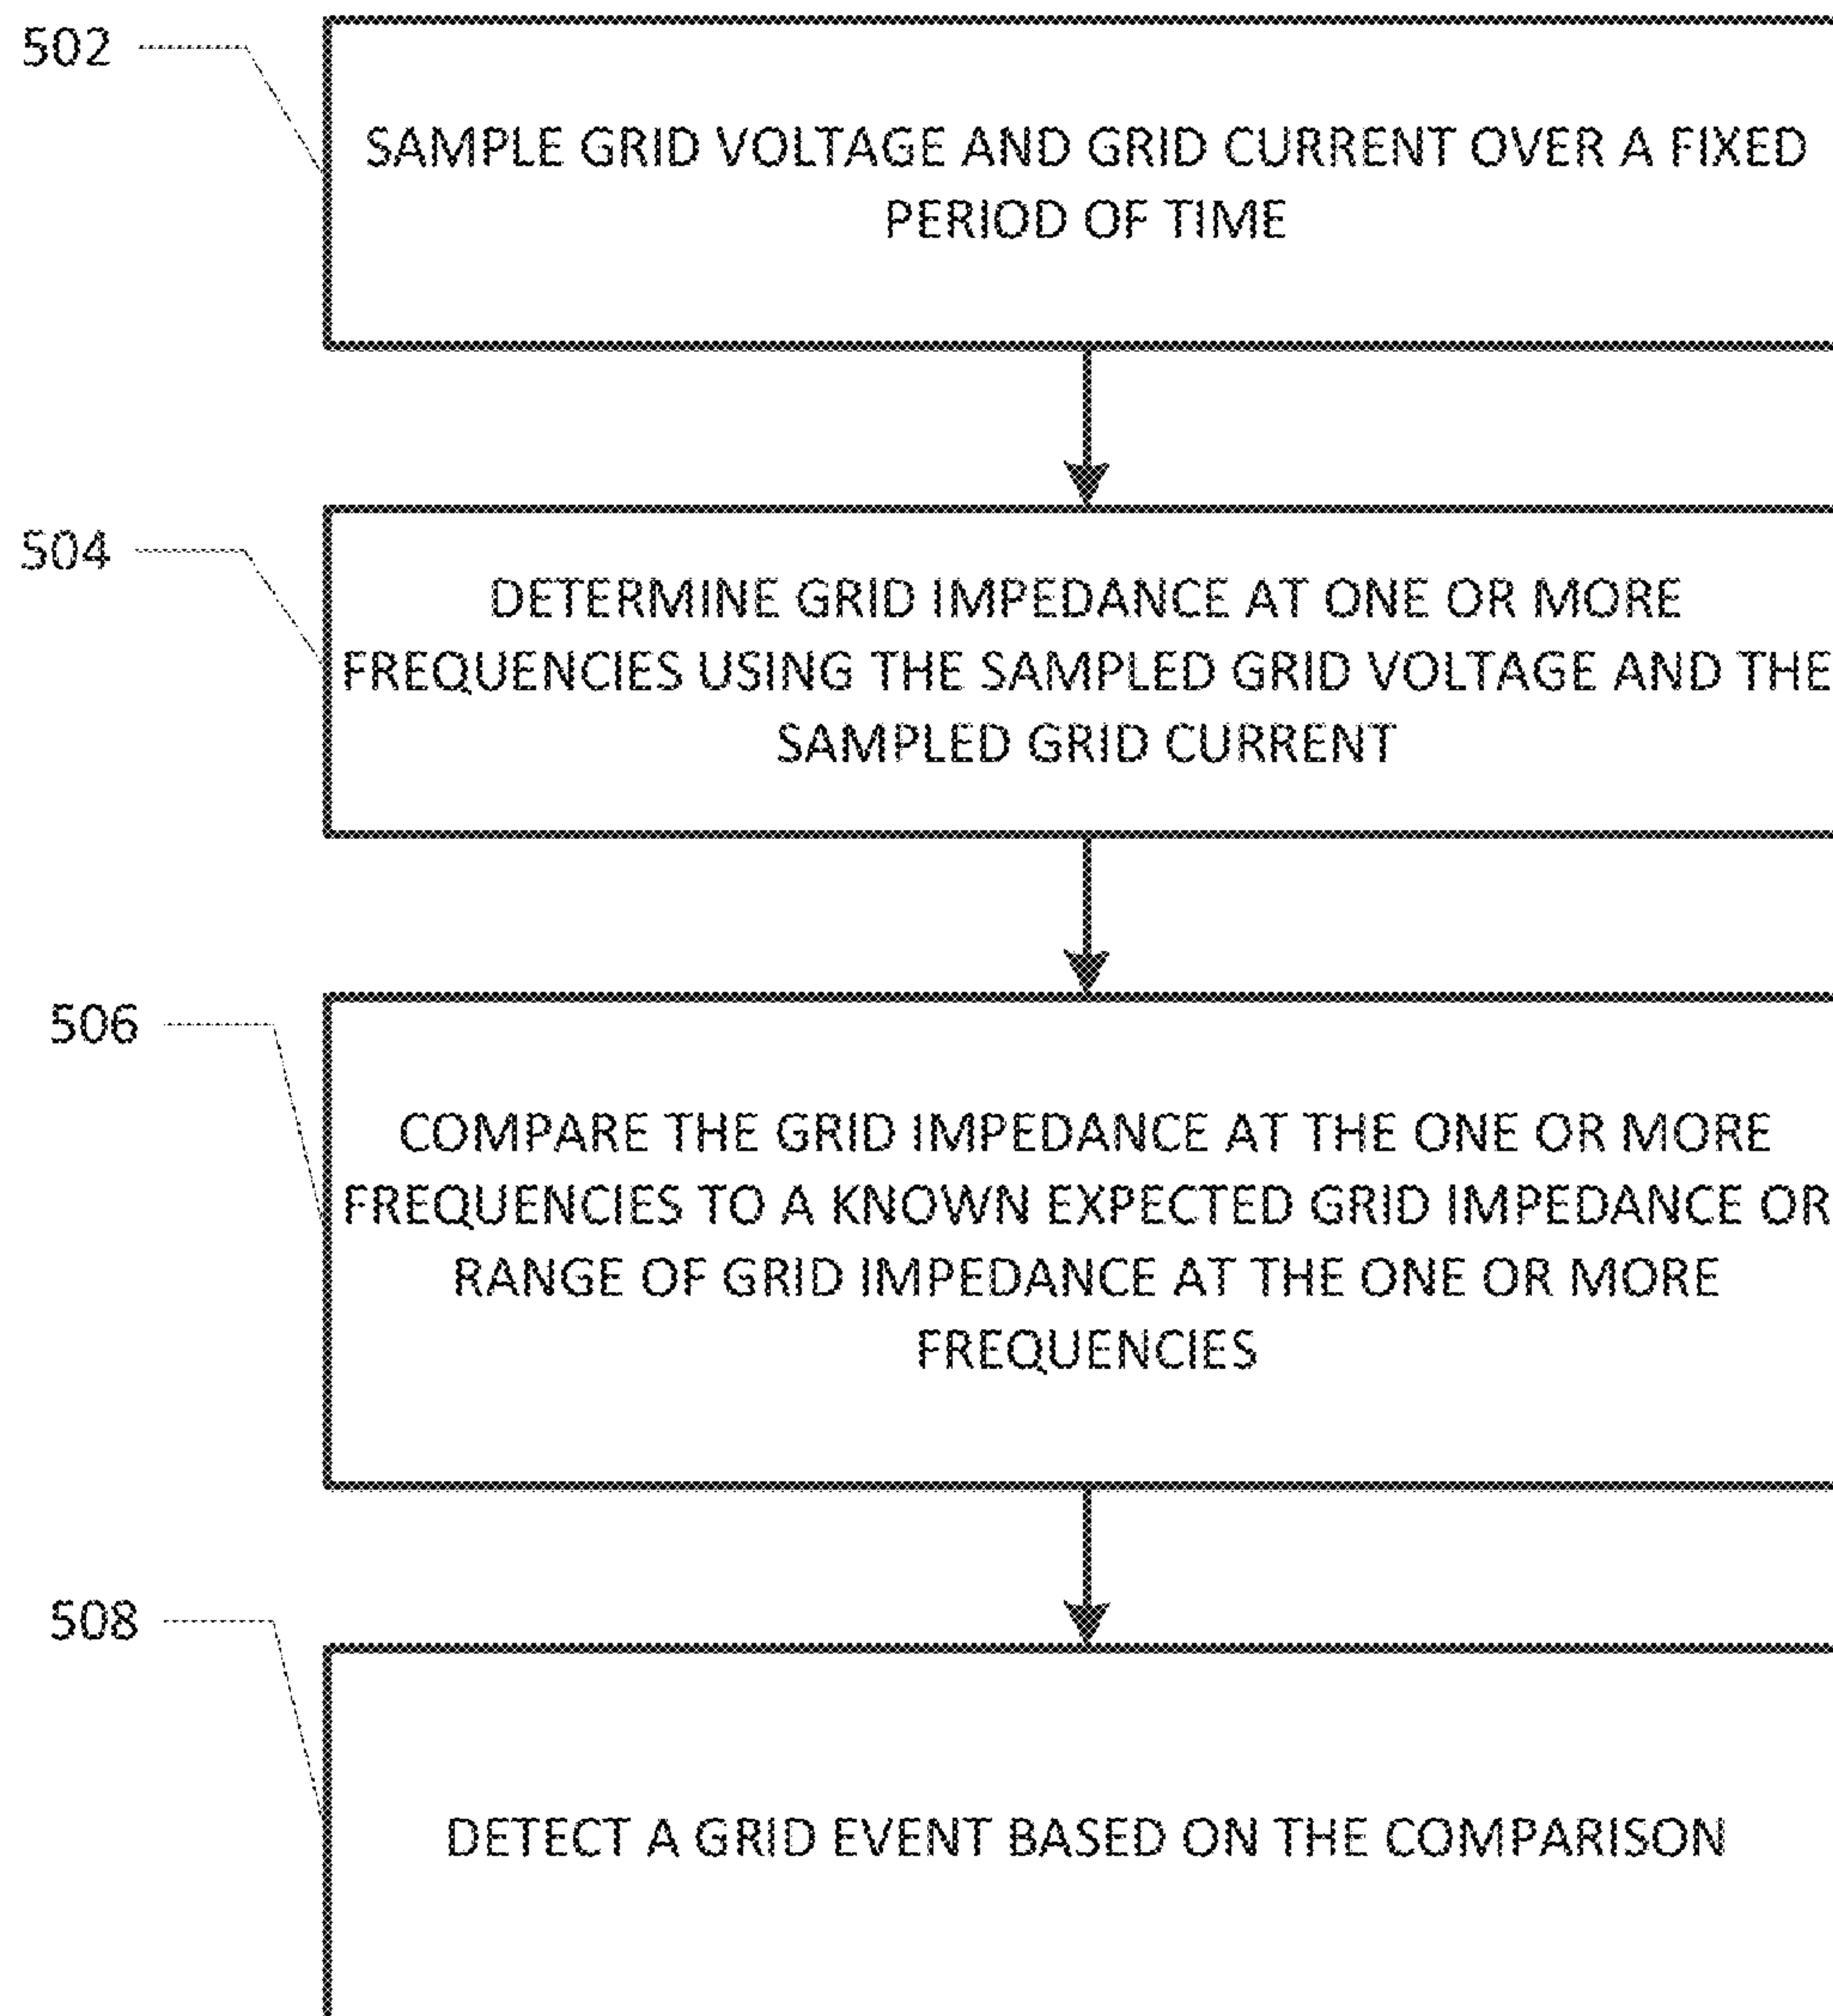 502
SAMPLE GRID VOLTAGE AND GRID CURRENT OVER A FIXED
PERIOD OF TIME
504
DETERMINE GRID IMPEDANCE AT ONE OR MORE
FREQUENCIES USING THE SAMPLED GRID VOLTAGE AND THE
SAMPLED GRID CURRENT
506
COMPARE THE GRID IMPEDANCE AT THE ONE OR MORE
FREQUENCIES TO A KNOWN EXPECTED GRID IMPEDANCE OR
RANGE OF GRID IMPEDANCE AT THE ONE OR MORE
FREQUENCIES
508
DETECT A GRID EVENT BASED ON THE COMPARISON